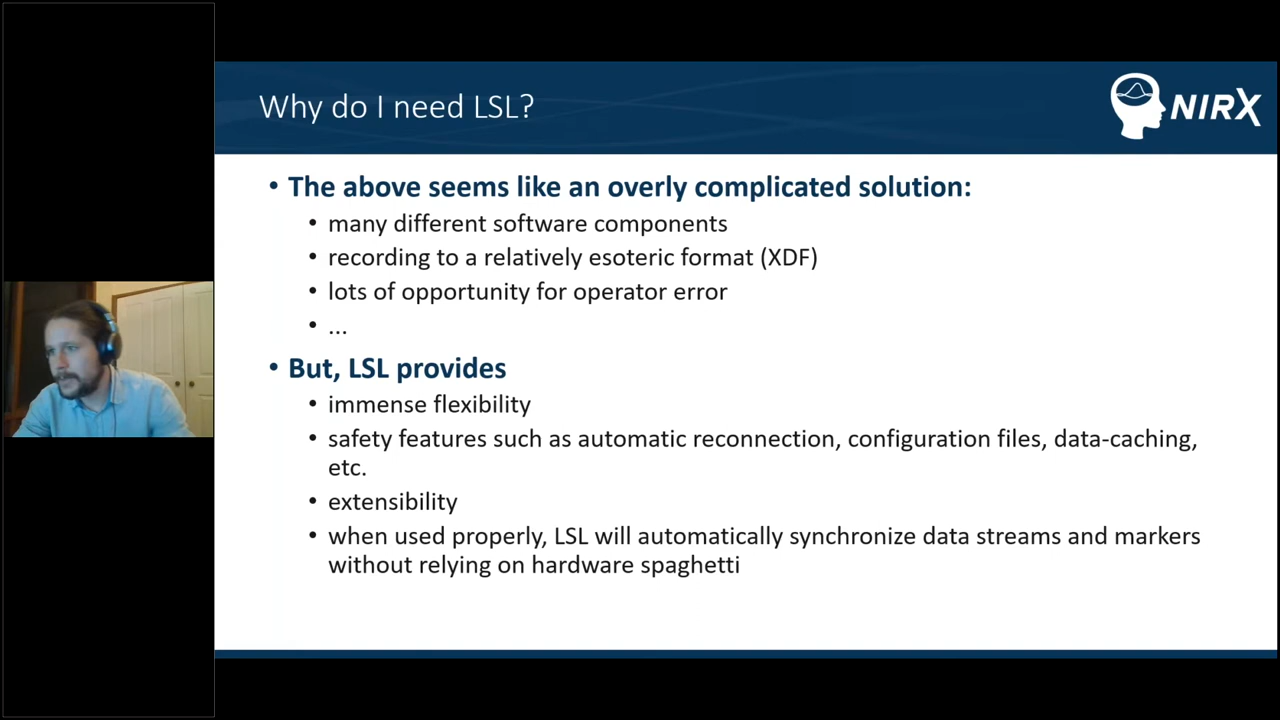 Why do I need LSL?
NIRX
• The above seems like an overly complicated solution:
• many different software components
• recording to a relatively esoteric format (XDF)
• lots of opportunity for operator error
• ...
• But, LSL provides
• immense flexibility
• safety features such as automatic reconnection, configuration files, data-caching,
etc.
• extensibility
• when used properly, LSL will automatically synchronize data streams and markers
without relying on hardware spaghetti